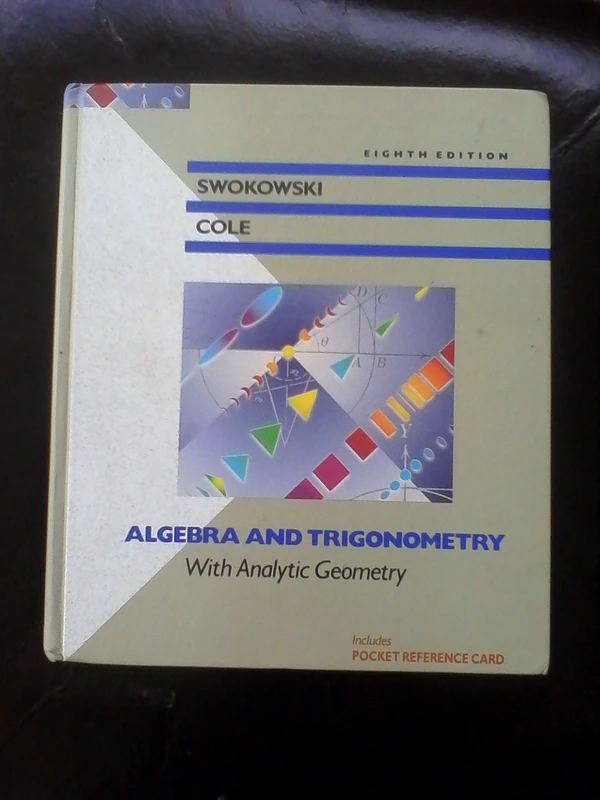 EIGHTH EDITION
SWOKOWSKI
COLE
D
C
θ
A
B
Y
ALGEBRA AND TRIGONOMETRY
With Analytic Geometry
Includes
POCKET REFERENCE CARD